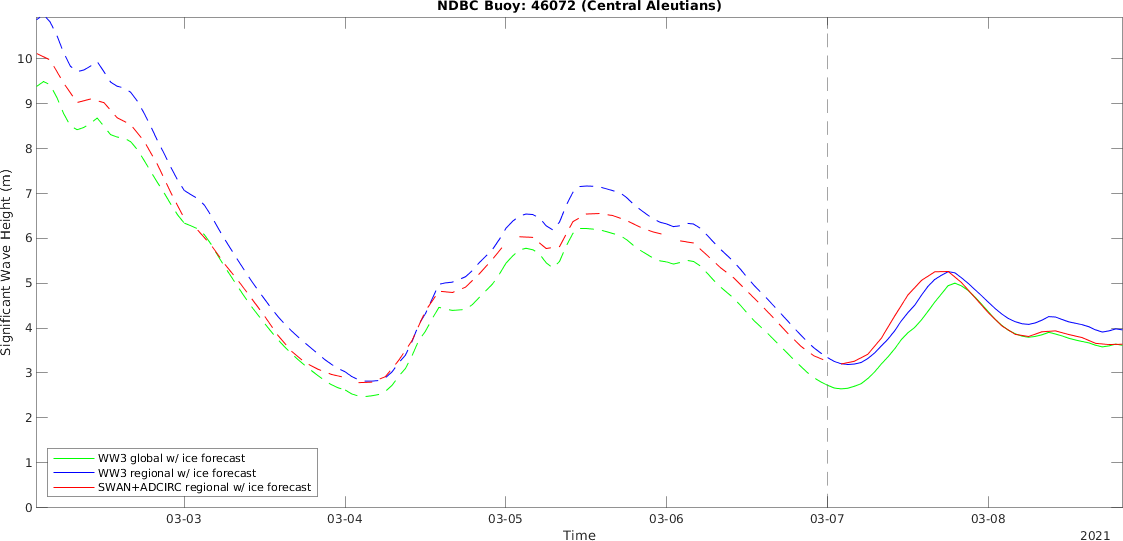 NDBC Buoy: 46072 (Central Aleutians)
Significant Wave Height (m)
10
9
8
7
6
5
4
3
2
1
0
WW3 global w/ ice forecast
WW3 regional w/ ice forecast
SWAN+ADCIRC regional w/ ice forecast
03-03 03-04 03-05 03-06 03-07 03-08
Time
2021